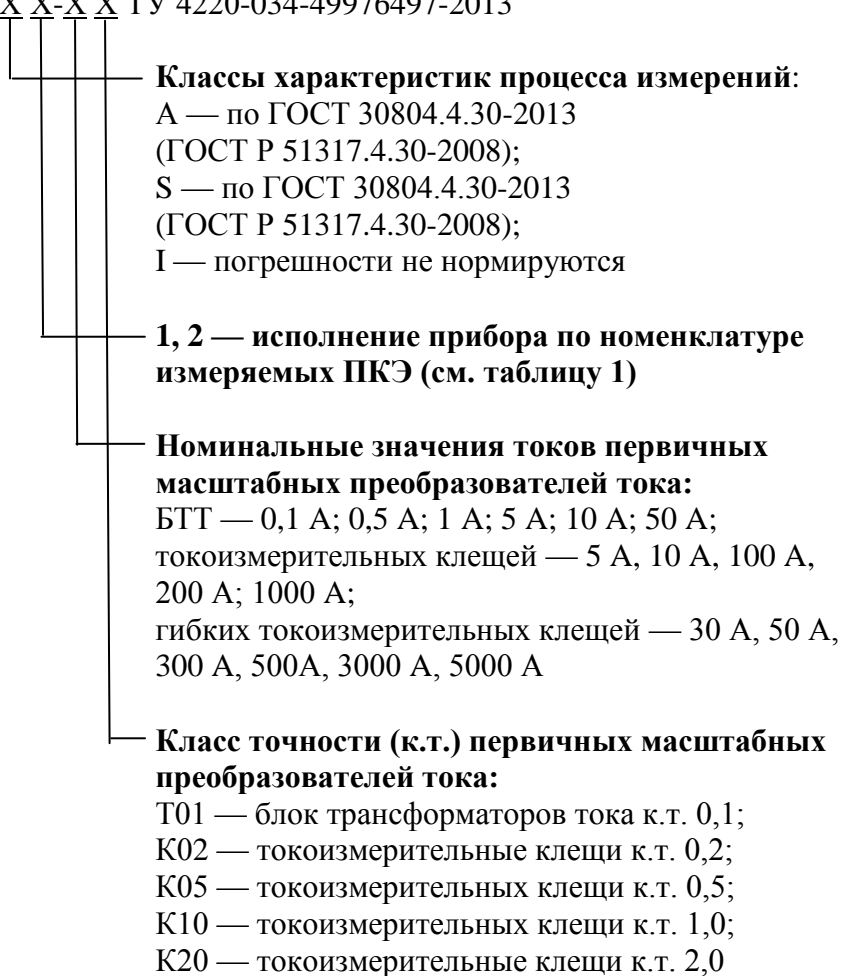 X X-X X ТУ 4220-034-49976497-2013
Классы характеристик процесса измерений:
А — по ГОСТ 30804.4.30-2013
(ГОСТ Р 51317.4.30-2008);
S — по ГОСТ 30804.4.30-2013
(ГОСТ Р 51317.4.30-2008);
I — погрешности не нормируются
1, 2 — исполнение прибора по номенклатуре
измеряемых ПКЭ (см. таблицу 1)
Номинальные значения токов первичных
масштабных преобразователей тока:
БТТ — 0,1 А; 0,5 А; 1 А; 5 А; 10 А; 50 А;
токоизмерительных клещей — 5 А, 10 А, 100 А,
200 А; 1000 А;
гибких токоизмерительных клещей — 30 А, 50 А,
300 А, 500А, 3000 А, 5000 А
Класс точности (к.т.) первичных масштабных
преобразователей тока:
Т01 — блок трансформаторов тока к.т. 0,1;
К02 — токоизмерительные клещи к.т. 0,2;
К05 — токоизмерительных клещи к.т. 0,5;
К10 — токоизмерительных клещи к.т. 1,0;
К20 — токоизмерительные клещи к.т. 2,0